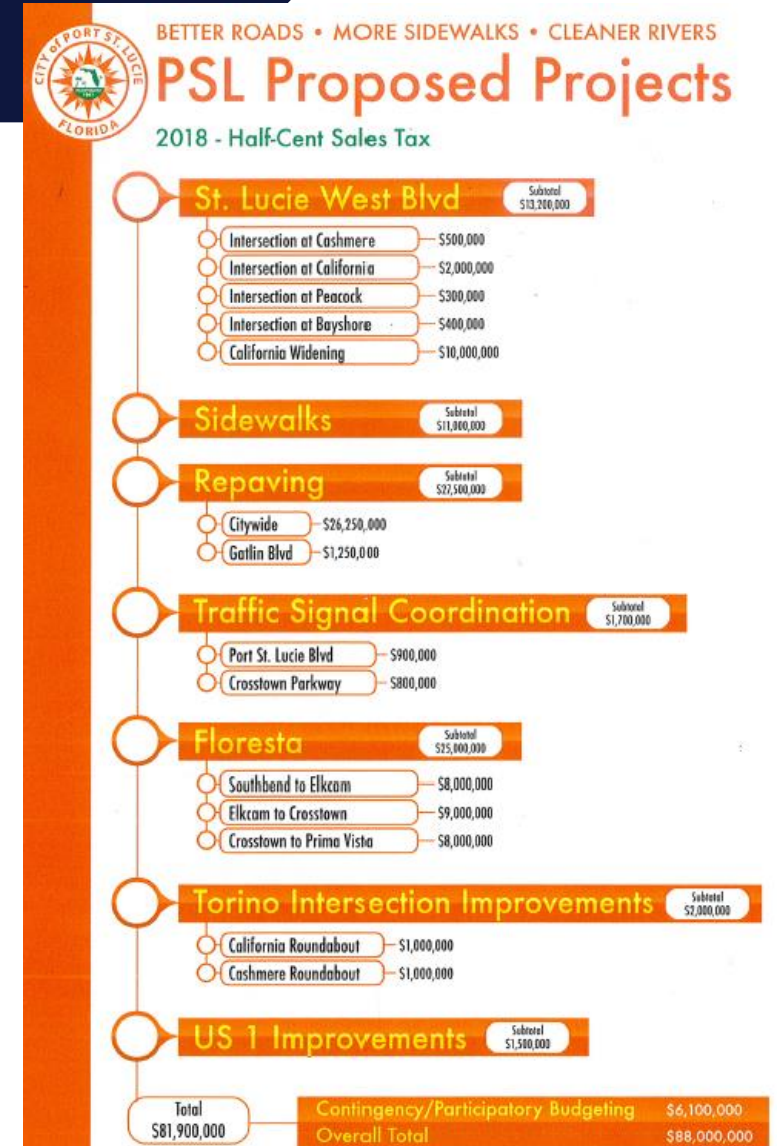 CITY of PORT ST. LUCIE
FLORIDA
BETTER ROADS • MORE SIDEWALKS • CLEANER RIVERS
PSL Proposed Projects
2018 - Half-Cent Sales Tax
St. Lucie West Blvd Subtotal $13,200,000
Intersection at Cashmere $500,000
Intersection at California $2,000,000
Intersection at Peacock $300,000
Intersection at Bayshore $400,000
California Widening $10,000,000
Sidewalks Subtotal $11,000,000
Repaving Subtotal $27,500,000
Citywide $26,250,000
Gatlin Blvd $1,250,000
Traffic Signal Coordination Subtotal $1,700,000
Port St. Lucie Blvd $900,000
Crosstown Parkway $800,000
Floresta Subtotal $25,000,000
Southbend to Elkcam $8,000,000
Elkcam to Crosstown $9,000,000
Crosstown to Prima Vista $8,000,000
Torino Intersection Improvements Subtotal $2,000,000
California Roundabout $1,000,000
Cashmere Roundabout $1,000,000
US 1 Improvements Subtotal $1,500,000
Total
$81,900,000
Contingency/Participatory Budgeting $6,100,000
Overall Total $88,000,000